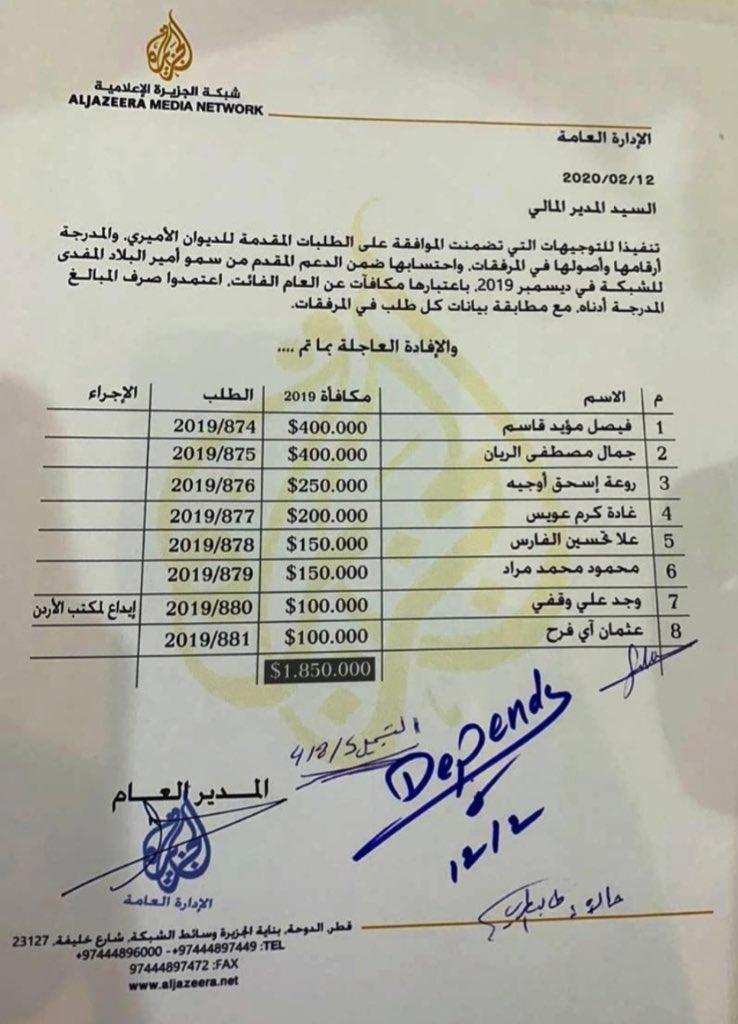 شبكة الجزيرة الإعلامية
ALJAZEERA MEDIA NETWORK
الإدارة العامة
2020/02/12
السيد المدير المالي
تنفيذا للتوجيهات التي تضمنت الموافقة على الطلبات المقدمة للديوان الأميري، والمدرجة
أرقامها وأصولها في المرفقات، واحتسابها ضمن الدعم المقدم من سمو أمير البلاد المفدى
للشبكة في ديسمبر 2019، باعتبارها مكافآت عن العام الفائت، اعتمدوا صرف المبالغ
المدرجة أدناه، مع مطابقة بيانات كل طلب في المرفقات.
والإفادة العاجلة بما تم ....
م الاسم مكافأة 2019 الطلب الإجراء
1 فيصل مؤيد قاسم $400.000 2019/874
2 جمال مصطفى الريان $400.000 2019/875
3 روعة إسحق أوجيه $250.000 2019/876
4 غادة كرم عويس $200.000 2019/877
5 علا تحسين الفارس $150.000 2019/878
6 محمود محمد مراد $150.000 2019/879
7 وجد علي وقفي $100.000 2019/880 إيداع لمكتب الأردن
8 عثمان آي فرح $100.000 2019/881
$1.850.000
Depends
12/2
المـدير العـام
الإدارة العامة
قطر، الدوحة، بناية الجزيرة وسائط الشبكة، شارع خليفة، 23127
+97444896000 -+97444897449 :TEL
97444897472 :FAX
www.aljazeera.net